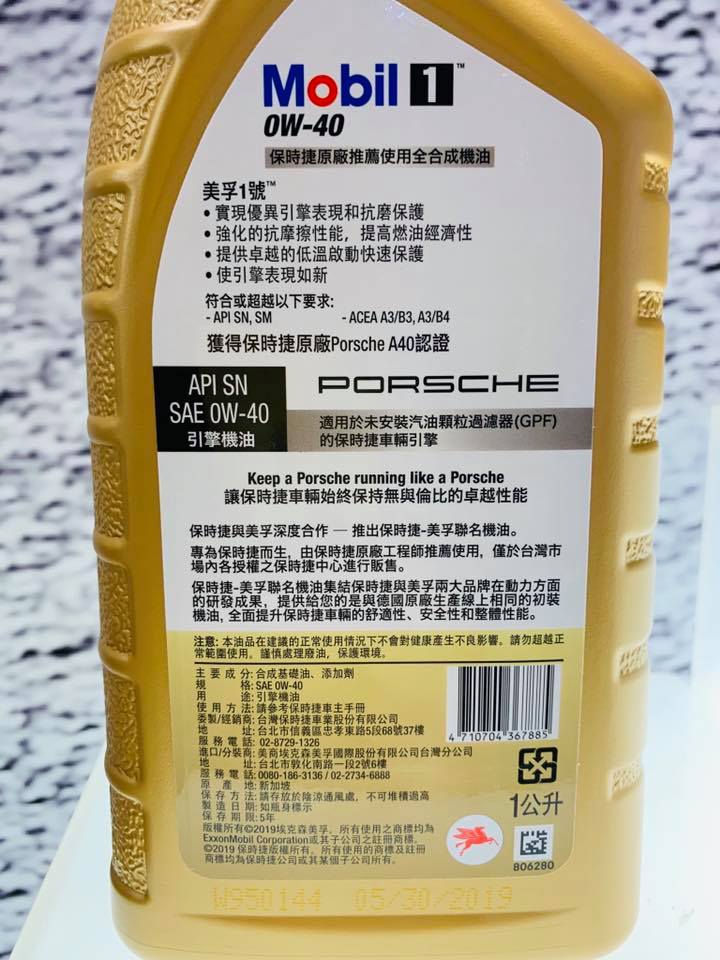 Mobil 1™
0W-40
保時捷原廠推薦使用全合成機油
美孚1號™
• 實現優異引擎表現和抗磨保護
• 強化的抗摩擦性能，提高燃油經濟性
• 提供卓越的低溫啟動快速保護
• 使引擎表現如新
符合或超越以下要求:
- API SN, SM - ACEA A3/B3, A3/B4
獲得保時捷原廠Porsche A40認證
API SN
SAE 0W-40
引擎機油
PORSCHE
適用於未安裝汽油顆粒過濾器(GPF)
的保時捷車輛引擎
Keep a Porsche running like a Porsche
讓保時捷車輛始終保持無與倫比的卓越性能
保時捷與美孚深度合作 — 推出保時捷-美孚聯名機油。
專為保時捷而生，由保時捷原廠工程師推薦使用，僅於台灣市
場內各授權之保時捷中心進行販售。
保時捷-美孚聯名機油集結保時捷與美孚兩大品牌在動力方面
的研發成果，提供給您的是與德國原廠生產線上相同的初裝
機油, 全面提升保時捷車輛的舒適性、安全性和整體性能。
注意: 本油品在建議的正常使用情況下不會對健康產生不良影響。請勿超越正
常範圍使用。謹慎處理廢油，保護環境。
主要成分: 合成基礎油、添加劑
規格: SAE 0W-40
用途: 引擎機油
使用方法: 請參考保時捷車主手冊
委製/經銷商: 台灣保時捷車業股份有限公司
地址: 台北市信義區忠孝東路5段68號37樓
服務電話: 02-8729-1326
進口/分裝商: 美商埃克森美孚國際股份有限公司台灣分公司
地址: 台北市敦化南路一段2號6樓
服務電話: 0080-186-3136 / 02-2734-6888
原產地: 新加坡
保存方法: 請存放於陰涼通風處，不可堆積過高
製造日期: 如瓶身標示
保存期限: 5年
版權所有©2019埃克森美孚。所有使用之商標均為
ExxonMobil Corporation或其子公司之註冊商標。
©2019 保時捷版權所有。所有使用的商標及註冊
商標均為保時捷公司或其某個子公司所有。
4 710704 367885
1公升
806280
W950144 05/30/2019